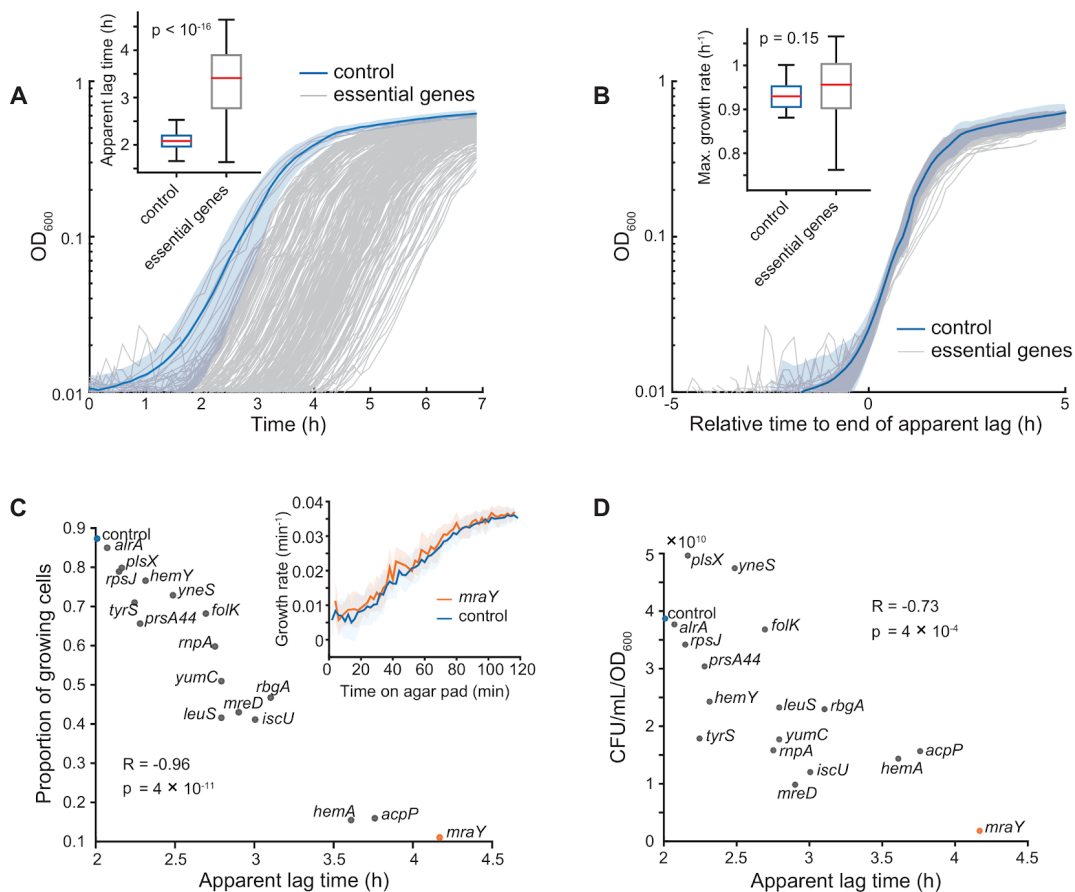 A
Apparent lag time (h)
p < 10-16
4
3
2
control
essential genes
control
essential genes
1
0.1
0.01
OD600
0 1 2 3 4 5 6 7
Time (h)
B
Max. growth rate (h-1)
p = 0.15
1
0.9
0.8
control
essential genes
1
0.1
0.01
OD600
control
essential genes
-5 0 5
Relative time to end of apparent lag (h)
C
Proportion of growing cells
0.9
0.8
0.7
0.6
0.5
0.4
0.3
0.2
0.1
control
alrA
plsX
rpsJ
hemY
yneS
tyrS
prsA44
folK
rnpA
yumC
rbgA
mreD
leuS
iscU
R = -0.96
p = 4 × 10-11
hemA
acpP
mraY
2 2.5 3 3.5 4 4.5
Apparent lag time (h)
Growth rate (min-1)
0.04
0.03
0.02
0.01
0
mraY
control
0 20 40 60 80 100 120
Time on agar pad (min)
D
×1010
CFU/mL/OD600
5
4
3
2
1
0
plsX
yneS
control
alrA
folK
rpsJ
prsA44
R = -0.73
p = 4 × 10-4
hemY
leuS
rbgA
tyrS
yumC
rnpA
acpP
iscU
hemA
mreD
mraY
2 2.5 3 3.5 4 4.5
Apparent lag time (h)